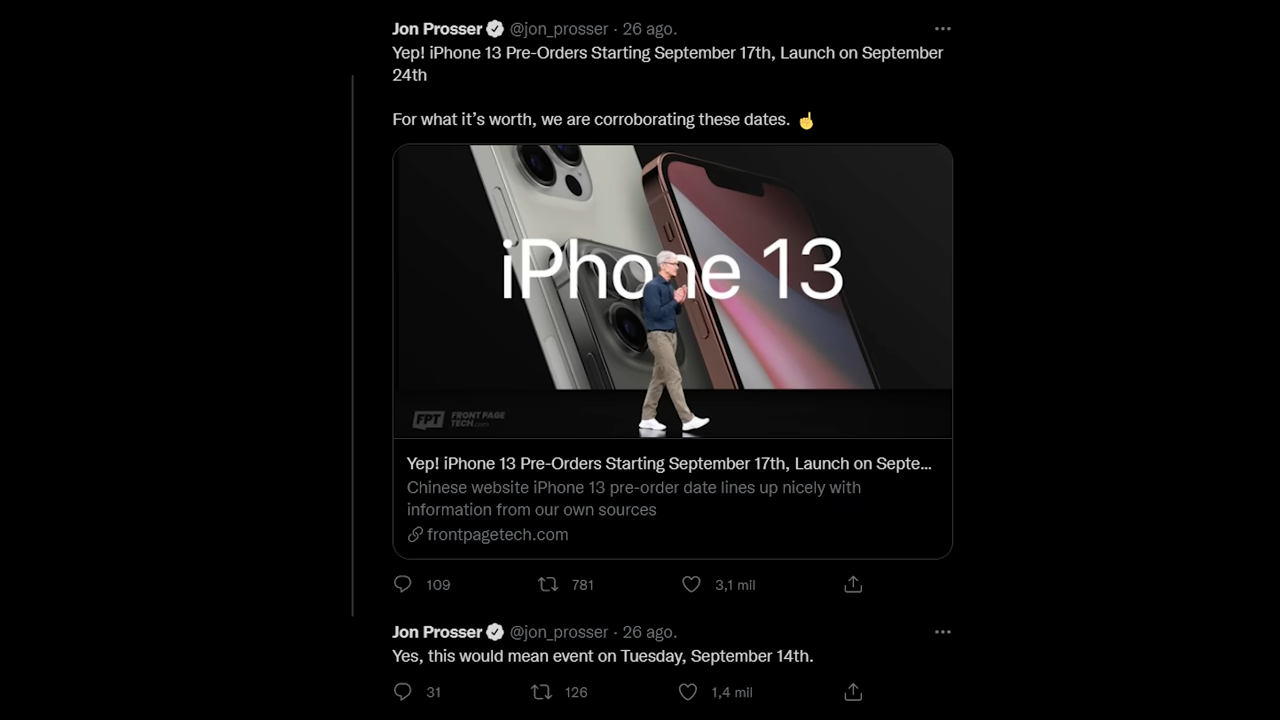 Jon Prosser @jon_prosser · 26 ago.
Yep! iPhone 13 Pre-Orders Starting September 17th, Launch on September
24th
For what it’s worth, we are corroborating these dates. ☝
iPhone 13
FPT FRONT PAGE
TECH.com
Yep! iPhone 13 Pre-Orders Starting September 17th, Launch on Septe...
Chinese website iPhone 13 pre-order date lines up nicely with
information from our own sources
frontpagetech.com
109 781 3,1 mil
Jon Prosser @jon_prosser · 26 ago.
Yes, this would mean event on Tuesday, September 14th.
31 126 1,4 mil